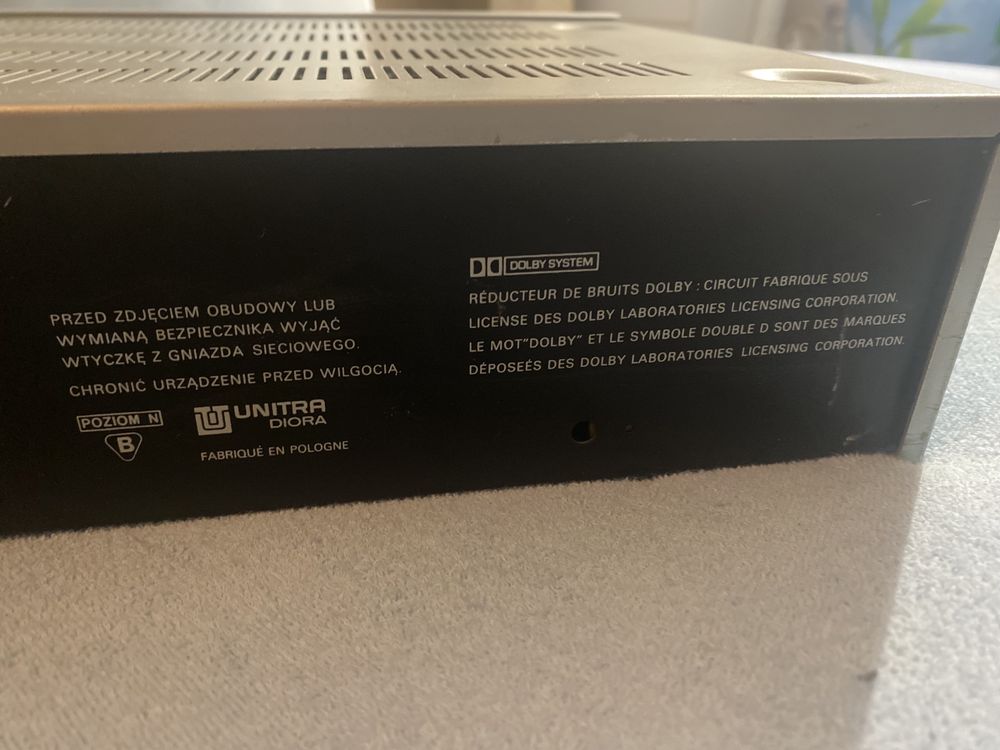 PRZED ZDJĘCIEM OBUDOWY LUB
WYMIANĄ BEZPIECZNIKA WYJĄĆ
WTYCZKĘ Z GNIAZDA SIECIOWEGO.
CHRONIĆ URZĄDZENIE PRZED WILGOCIĄ.
POZIOM N
B
UNITRA
DIORA
FABRIQUÉ EN POLOGNE
DOLBY SYSTEM
RÉDUCTEUR DE BRUITS DOLBY : CIRCUIT FABRIQUE SOUS
LICENSE DES DOLBY LABORATORIES LICENSING CORPORATION.
LE MOT"DOLBY" ET LE SYMBOLE DOUBLE D SONT DES MARQUES
DÉPOSEÉS DES DOLBY LABORATORIES LICENSING CORPORATION.